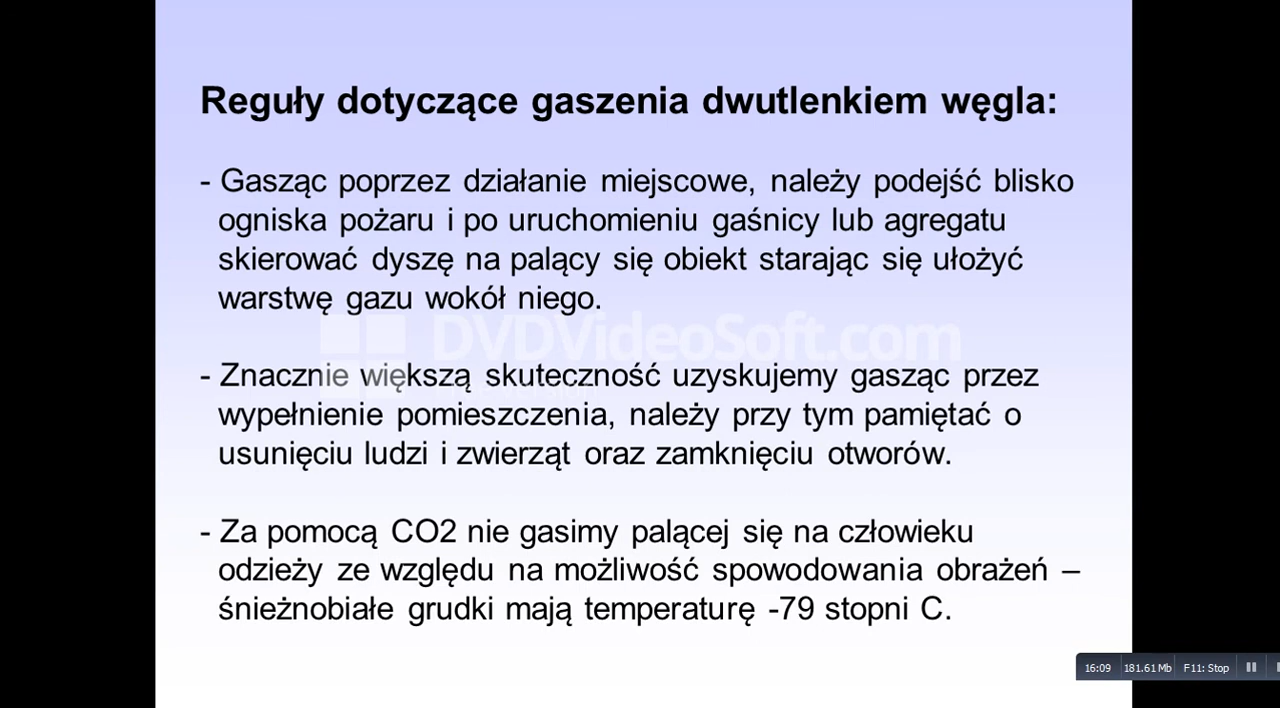 Reguły dotyczące gaszenia dwutlenkiem węgla:
- Gasząc poprzez działanie miejscowe, należy podejść blisko
ogniska pożaru i po uruchomieniu gaśnicy lub agregatu
skierować dyszę na palący się obiekt starając się ułożyć
warstwę gazu wokół niego.
DVDVideoSoft.com
- Znacznie większą skuteczność uzyskujemy gasząc przez
wypełnienie pomieszczenia, należy przy tym pamiętać o
usunięciu ludzi i zwierząt oraz zamknięciu otworów.
- Za pomocą CO2 nie gasimy palącej się na człowieku
odzieży ze względu na możliwość spowodowania obrażeń –
śnieżnobiałe grudki mają temperaturę -79 stopni C.
16:09 181.61 Mb F11: Stop